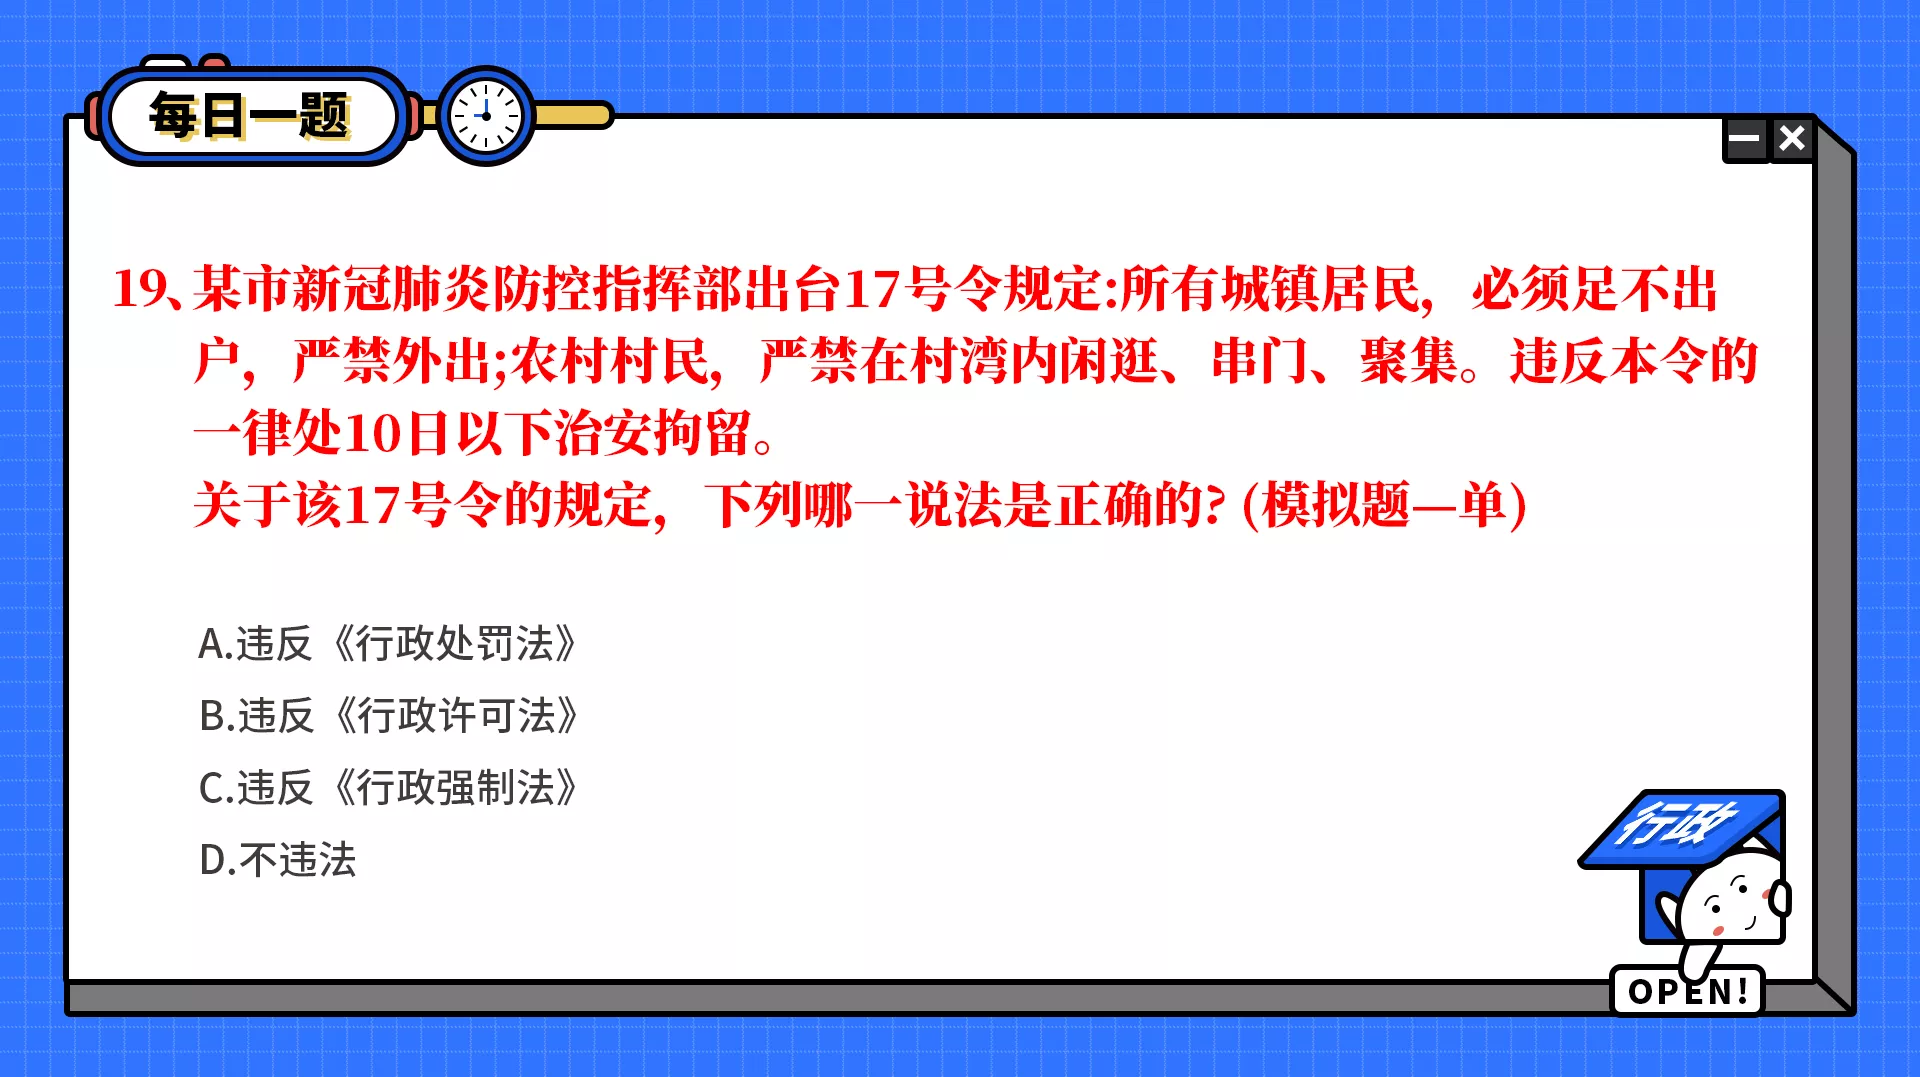 每日一题
19、某市新冠肺炎防控指挥部出台17号令规定:所有城镇居民，必须足不出
户，严禁外出;农村村民，严禁在村湾内闲逛、串门、聚集。违反本令的
一律处10日以下治安拘留。
关于该17号令的规定，下列哪一说法是正确的? (模拟题—单)
A.违反《行政处罚法》
B.违反《行政许可法》
C.违反《行政强制法》
D.不违法
行政
OPEN!